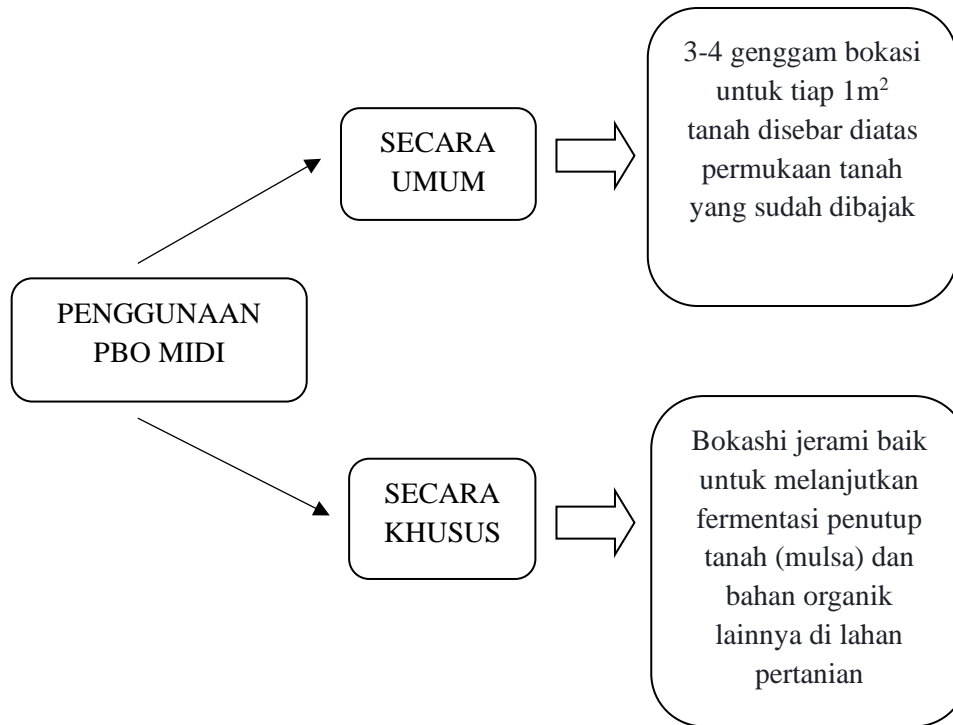 PENGGUNAAN
PBO MIDI
SECARA
UMUM
3-4 genggam bokasi
untuk tiap 1m²
tanah disebar diatas
permukaan tanah
yang sudah dibajak
SECARA
KHUSUS
Bokashi jerami baik
untuk melanjutkan
fermentasi penutup
tanah (mulsa) dan
bahan organik
lainnya di lahan
pertanian